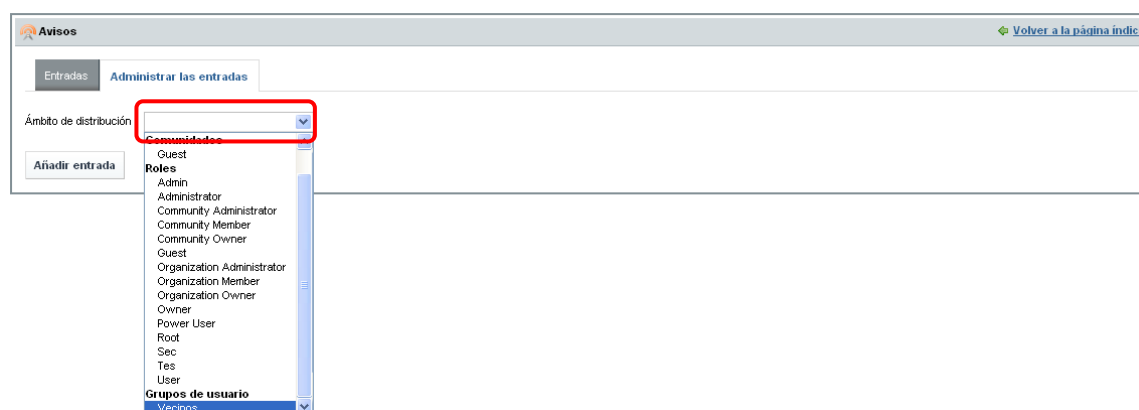 Avisos
Volver a la página índic
Entradas
Administrar las entradas
Ámbito de distribución
Comunidades
Guest
Añadir entrada
Roles
Admin
Administrator
Community Administrator
Community Member
Community Owner
Guest
Organization Administrator
Organization Member
Organization Owner
Owner
Power User
Root
Sec
Tes
User
Grupos de usuario
Vecinos